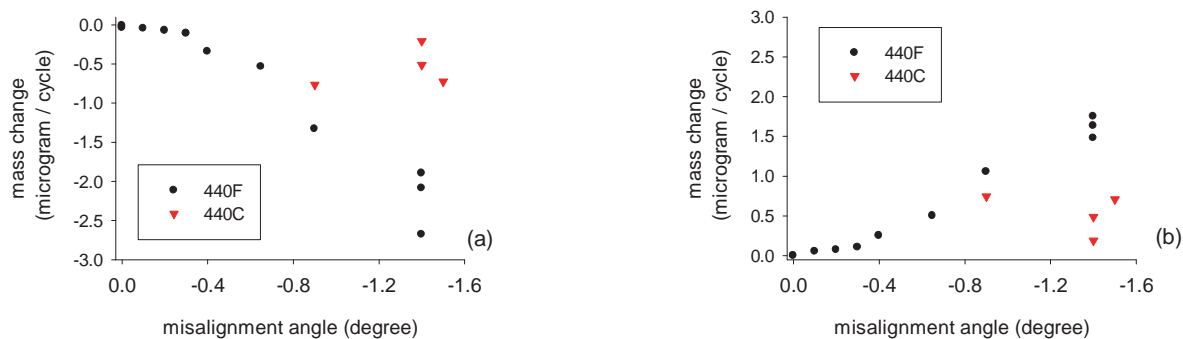 0.0
-0.5
-1.0
-1.5
-2.0
-2.5
-3.0
mass change
(microgram / cycle)
440F
440C
(a)
0.0 -0.4 -0.8 -1.2 -1.6
misalignment angle (degree)
3.0
2.5
2.0
1.5
1.0
0.5
0.0
mass change
(microgram / cycle)
440F
440C
(b)
0.0 -0.4 -0.8 -1.2 -1.6
misalignment angle (degree)